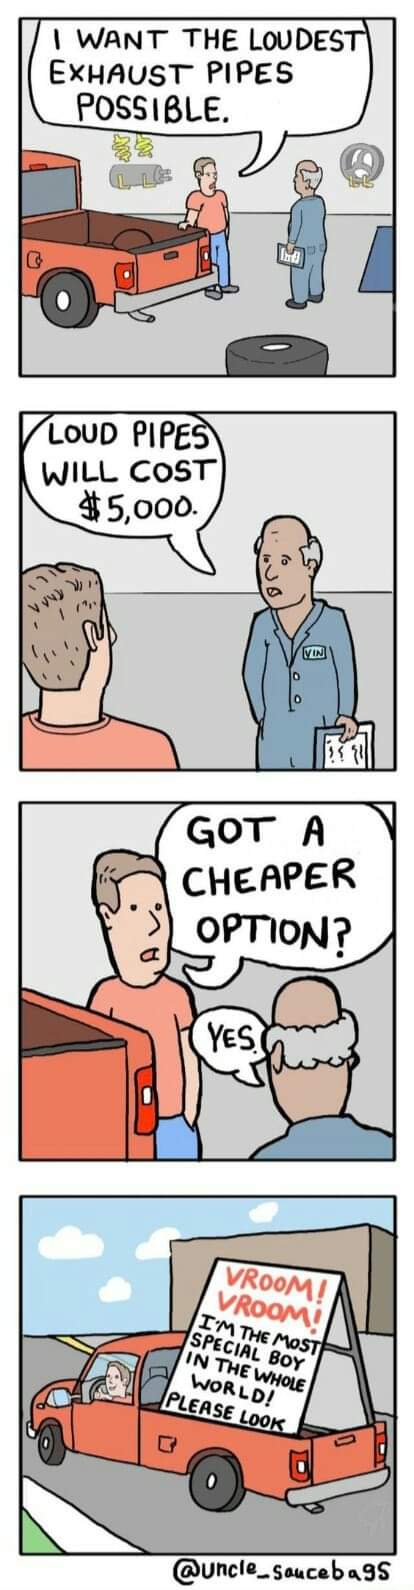 I WANT THE LOUDEST
EXHAUST PIPES
POSSIBLE.
LOUD PIPES
WILL COST
$5,000.
VIN
GOT A
CHEAPER
OPTION?
YES.
VROOM!
VROOM!
I'M THE MOST
SPECIAL BOY
IN THE WHOLE
WORLD!
PLEASE LOOK
@uncle_saucebags